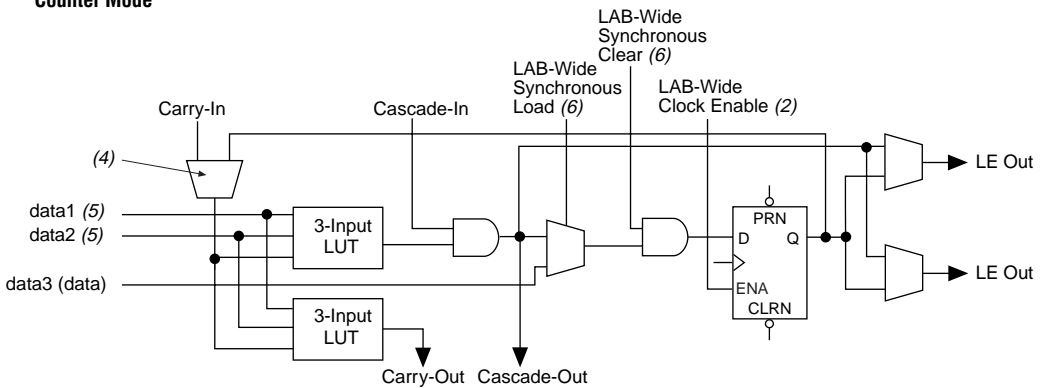 Counter Mode
LAB-Wide
Synchronous
Clear (6)
LAB-Wide
Synchronous
Load (6)
LAB-Wide
Clock Enable (2)
Carry-In
Cascade-In
(4)
LE Out
data1 (5)
data2 (5)
3-Input
LUT
PRN
D
Q
data3 (data)
ENA
CLRN
LE Out
3-Input
LUT
Carry-Out
Cascade-Out